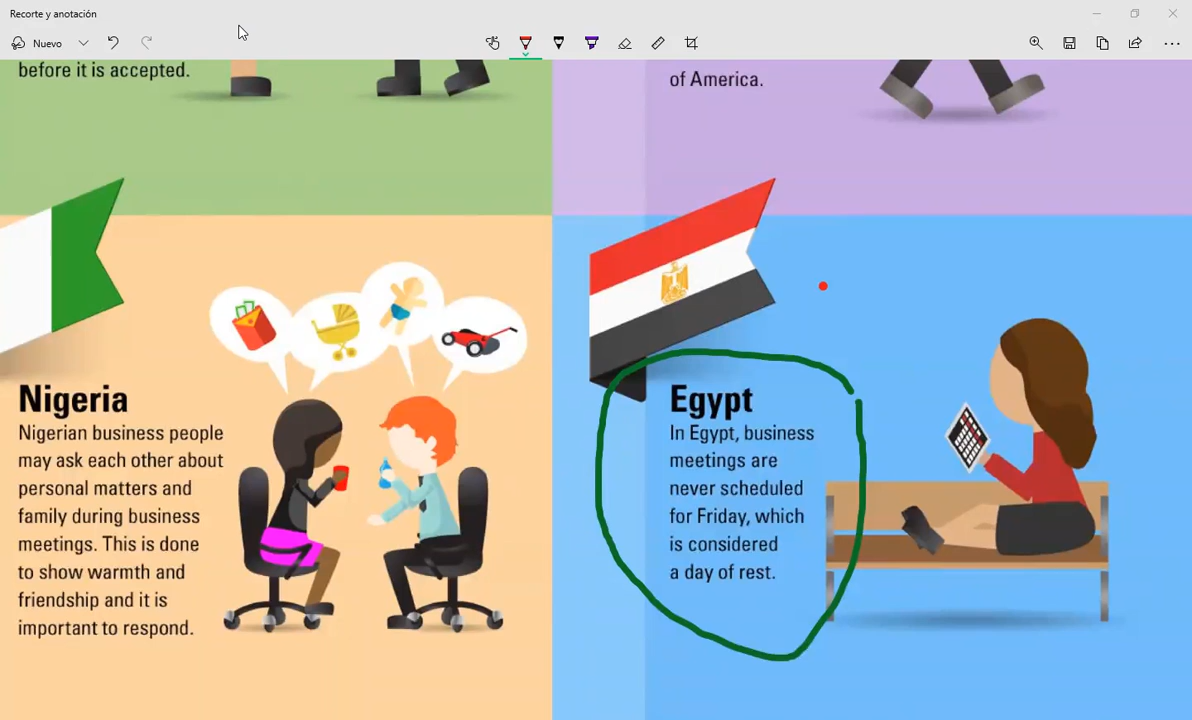 Recorte y anotación
Nuevo
before it is accepted.
of America.
Nigeria
Nigerian business people
may ask each other about
personal matters and
family during business
meetings. This is done
to show warmth and
friendship and it is
important to respond.
Egypt
In Egypt, business
meetings are
never scheduled
for Friday, which
is considered
a day of rest.